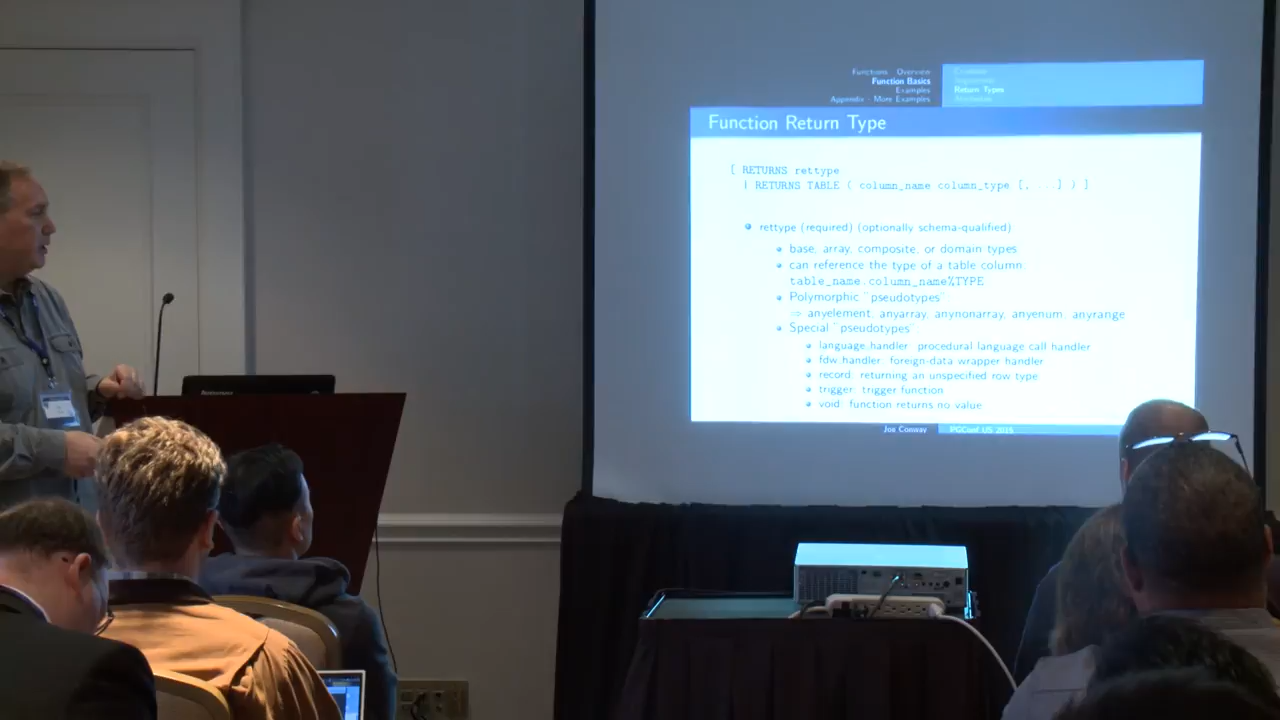 Functions Overview
Function Basics
Examples
Appendix - More Examples
Return Types
Function Return Type
[ RETURNS rettype
| RETURNS TABLE ( column_name column_type [, ...] ) ]
rettype (required) (optionally schema-qualified)
base, array, composite, or domain types
can reference the type of a table column:
table_name.column_name%TYPE
Polymorphic "pseudotypes"
⇒ anyelement, anyarray, anynonarray, anyenum, anyrange
Special "pseudotypes"
language_handler: procedural language call handler
fdw_handler: foreign-data wrapper handler
record: returning an unspecified row type
trigger: trigger function
void: function returns no value
Joe Conway
PGConf US 2015